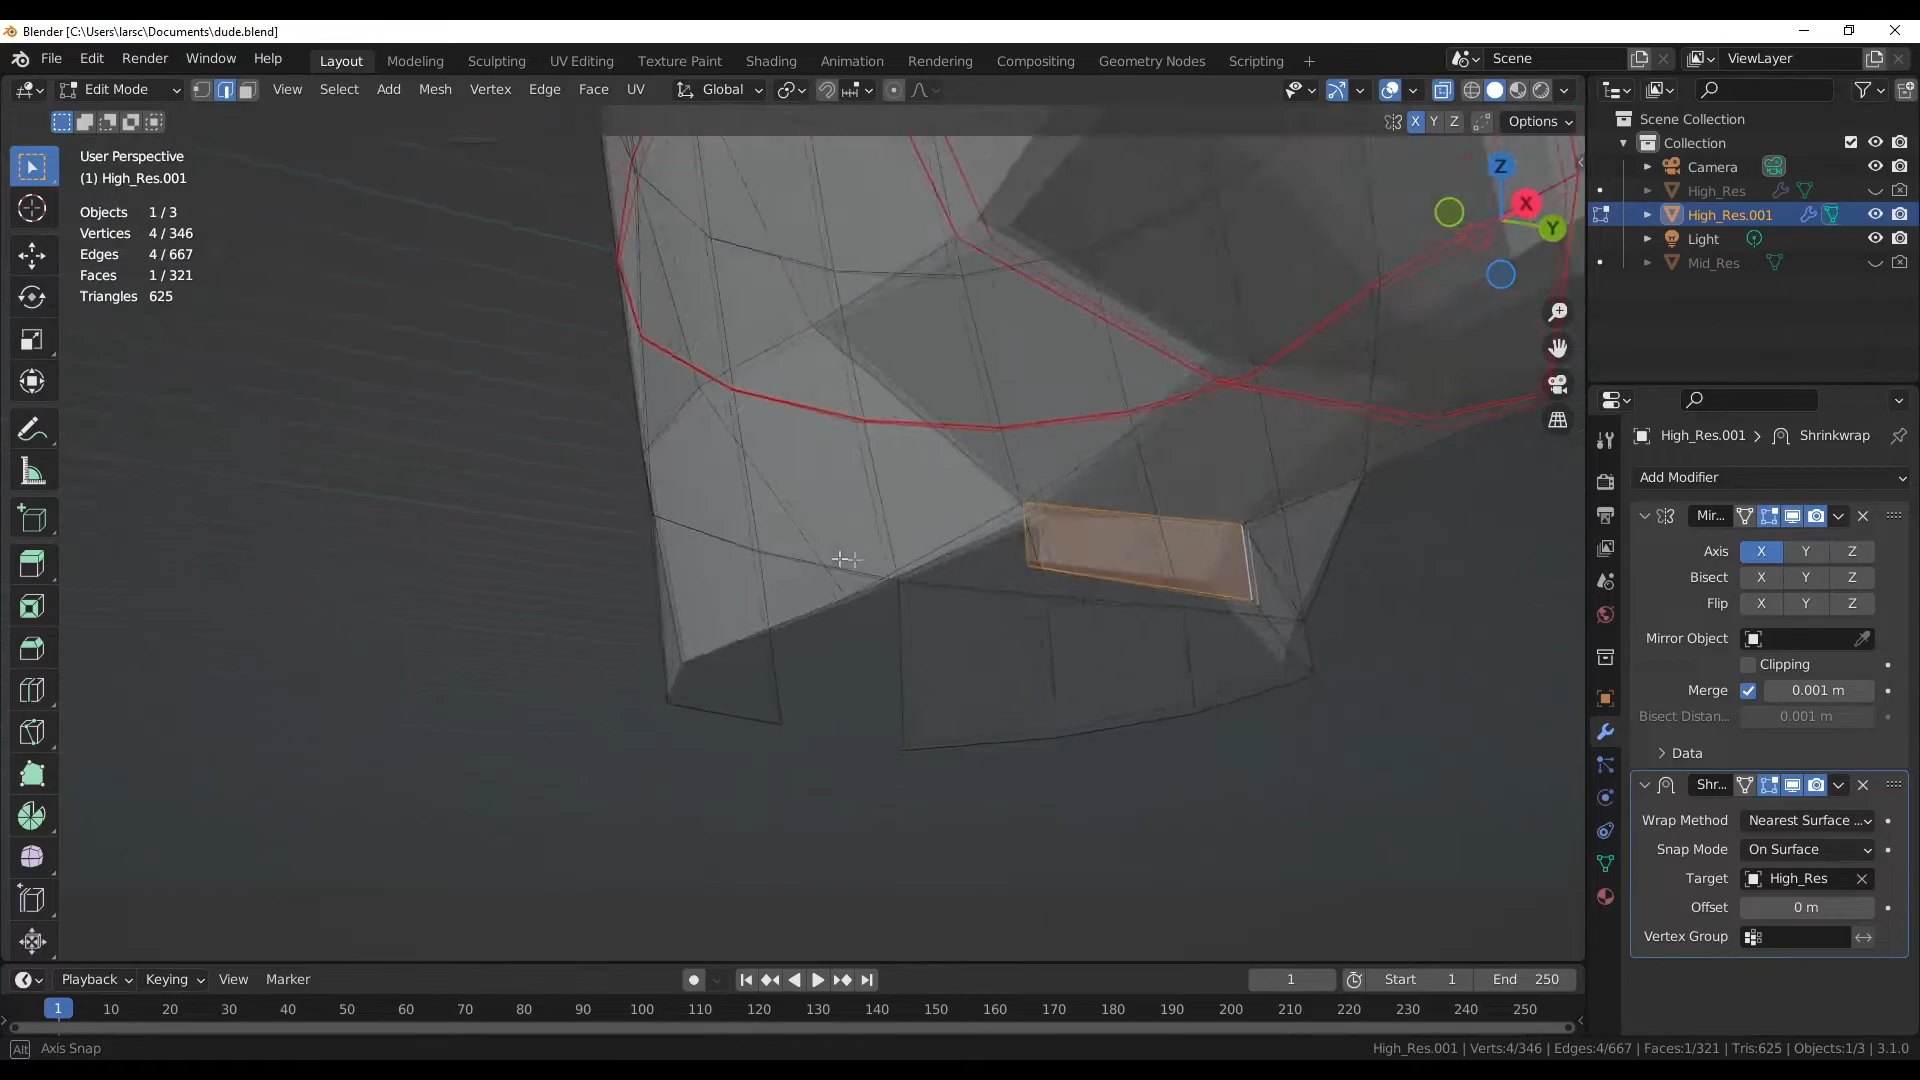 Blender [C:\Users\larsc\Documents\dude.blend]
File Edit Render Window Help Layout Modeling Sculpting UV Editing Texture Paint Shading Animation Rendering Compositing Geometry Nodes Scripting + Scene ViewLayer
Edit Mode View Select Add Mesh Vertex Edge Face UV Global
X Y Z Options
User Perspective
(1) High_Res.001
Objects 1 / 3
Vertices 4 / 346
Edges 4 / 667
Faces 1 / 321
Triangles 625
Z
X
Y
Scene Collection
Collection
Camera
High_Res
High_Res.001
Light
Mid_Res
High_Res.001 > Shrinkwrap
Add Modifier
Mir...
Axis X Y Z
Bisect X Y Z
Flip X Y Z
Mirror Object
Clipping
Merge 0.001 m
Bisect Distan... 0.001 m
Data
Shr...
Wrap Method Nearest Surface ...
Snap Mode On Surface
Target High_Res
Offset 0 m
Vertex Group
Playback Keying View Marker 1 Start 1 End 250
1 10 20 30 40 50 60 70 80 90 100 110 120 130 140 150 160 170 180 190 200 210 220 230 240 250
Alt Axis Snap High_Res.001 | Verts:4/346 | Edges:4/667 | Faces:1/321 | Tris:625 | Objects:1/3 | 3.1.0